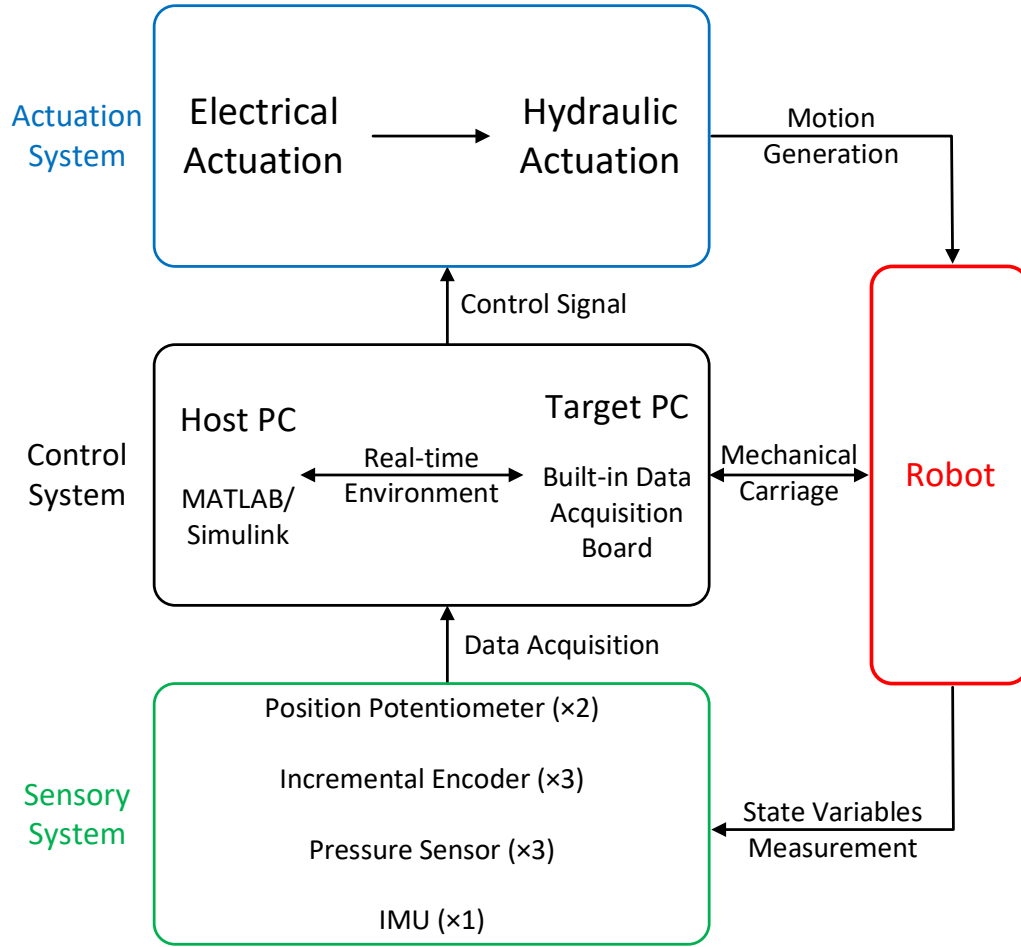 Actuation
System
Electrical
Actuation
Hydraulic
Actuation
Motion
Generation
Control Signal
Control
System
Host PC
MATLAB/
Simulink
Real-time
Environment
Target PC
Built-in Data
Acquisition
Board
Mechanical
Carriage
Robot
Data Acquisition
Sensory
System
Position Potentiometer (×2)
Incremental Encoder (×3)
Pressure Sensor (×3)
IMU (×1)
State Variables
Measurement